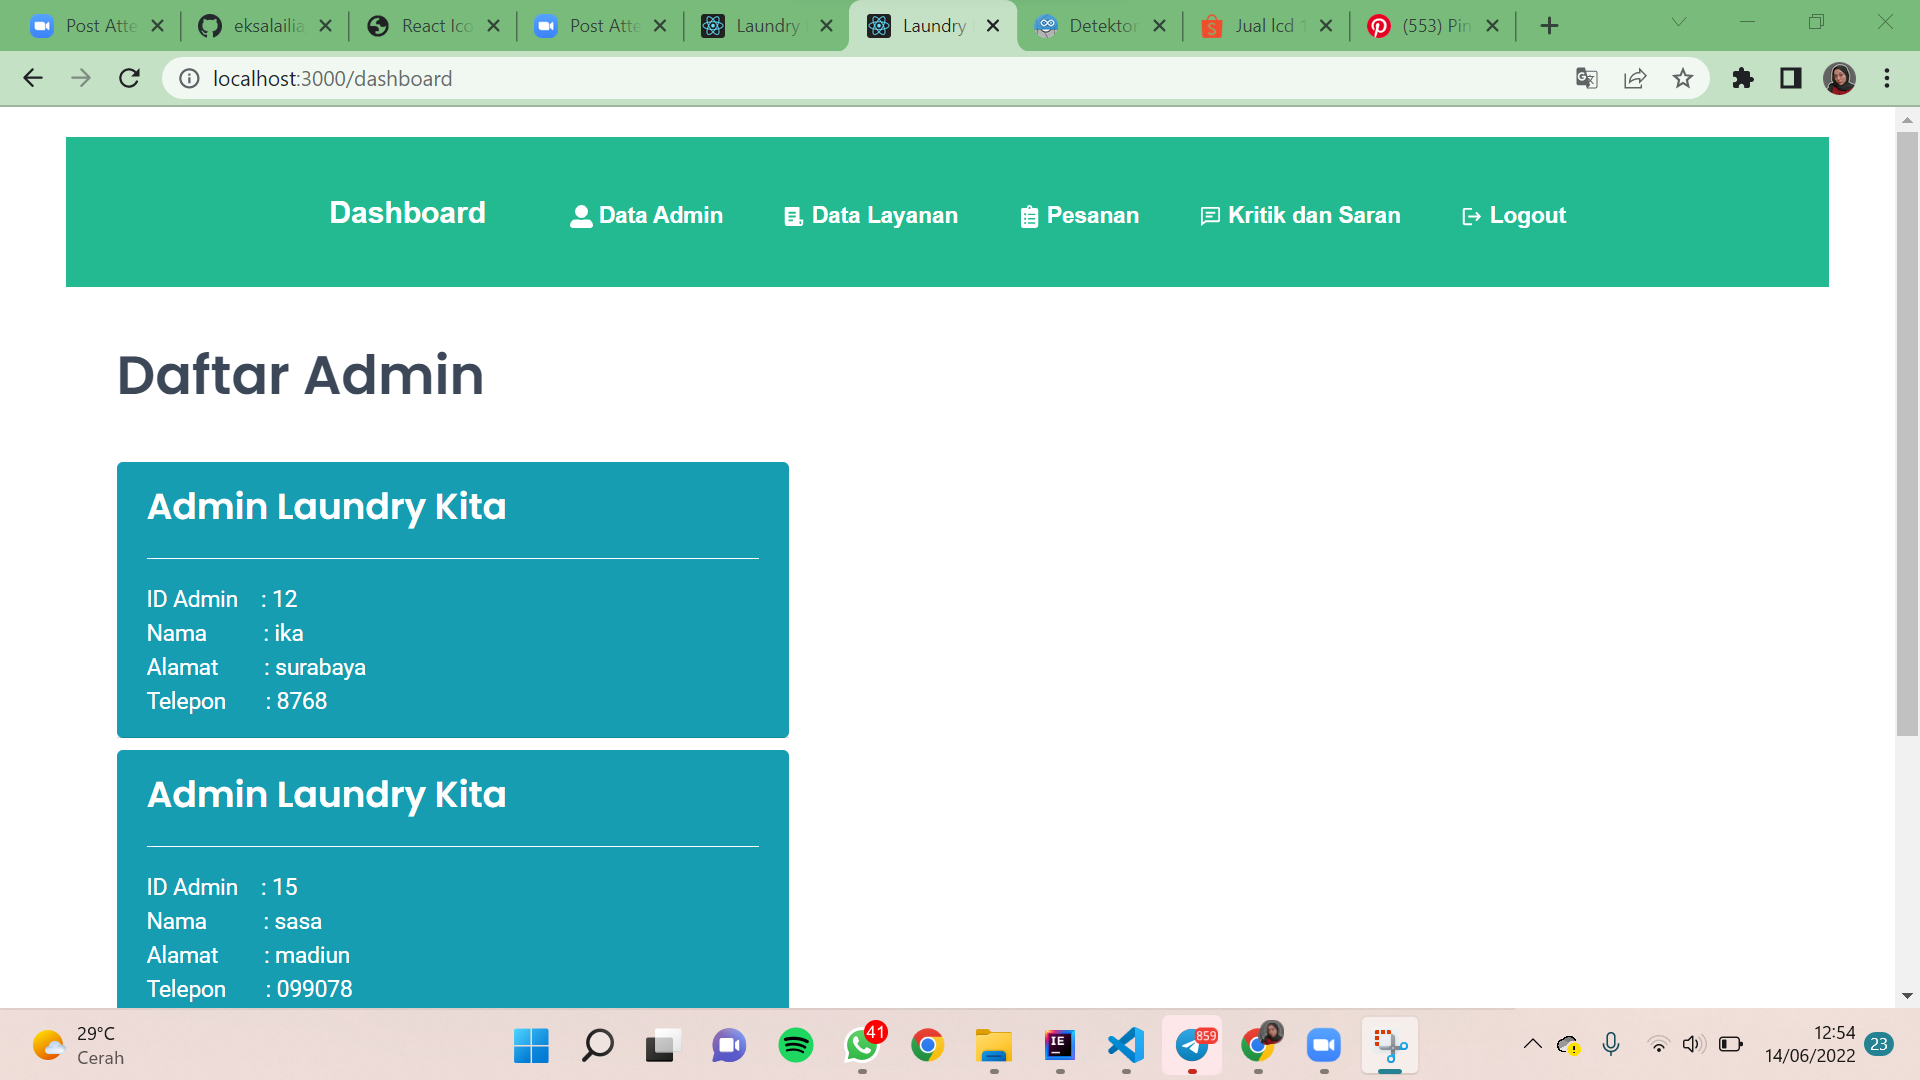 Post Atte
eksalailia
React Ico
Post Atte
Laundry
Laundry
Detektor
Jual lcd 1
(553) Pin
localhost:3000/dashboard
Dashboard
Data Admin
Data Layanan
Pesanan
Kritik dan Saran
Logout
Daftar Admin
Admin Laundry Kita
ID Admin : 12
Nama : ika
Alamat : surabaya
Telepon : 8768
Admin Laundry Kita
ID Admin : 15
Nama : sasa
Alamat : madiun
Telepon : 099078
29°C
Cerah
41
IE
859
12:54
14/06/2022
23